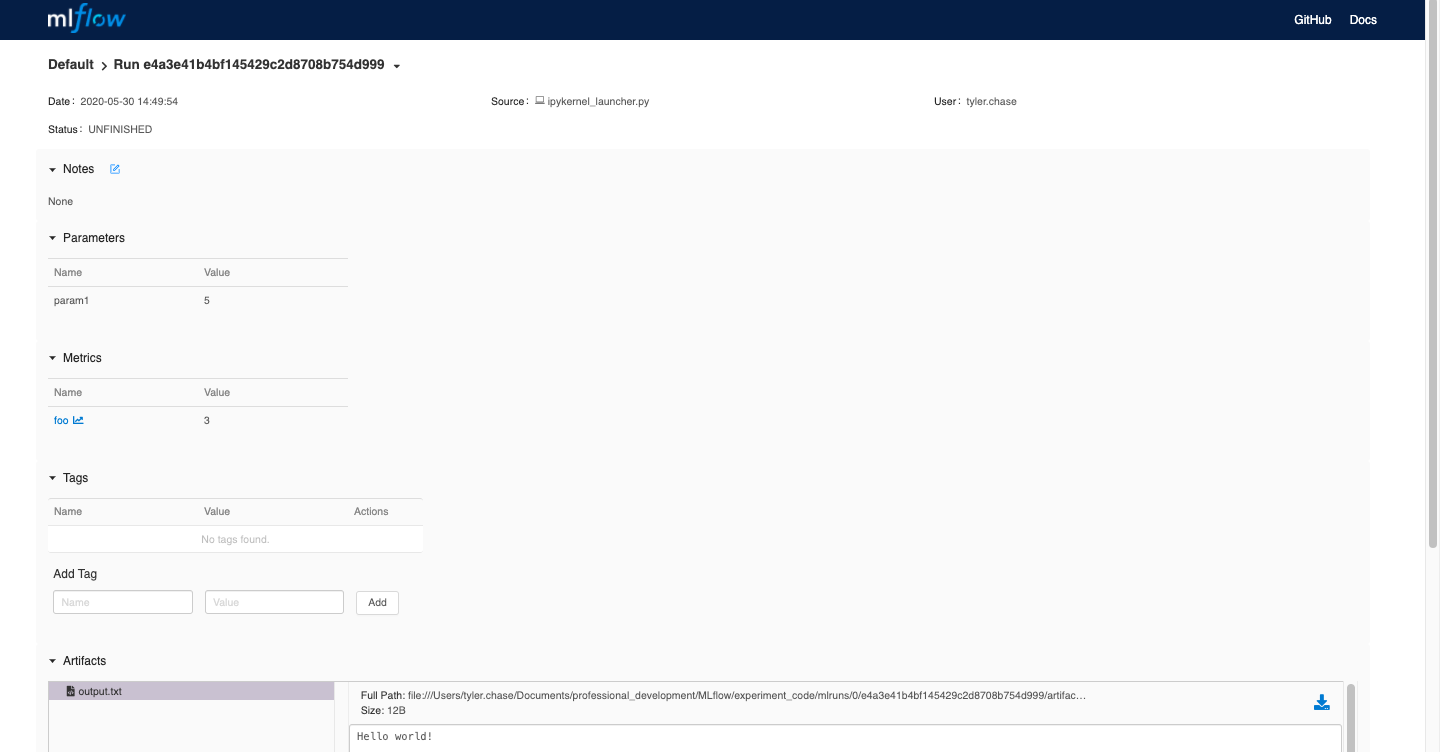 mlflow GitHub Docs
Default > Run e4a3e41b4bf145429c2d8708b754d999
Date : 2020-05-30 14:49:54 Source : ipykernel_launcher.py User : tyler.chase
Status : UNFINISHED
Notes
None
Parameters
Name Value
param1 5
Metrics
Name Value
foo 3
Tags
Name Value Actions
No tags found.
Add Tag
Name Value Add
Artifacts
output.txt
Full Path: file:///Users/tyler.chase/Documents/professional_development/MLflow/experiment_code/mlruns/0/e4a3e41b4bf145429c2d8708b754d999/artifac...
Size: 12B
Hello world!